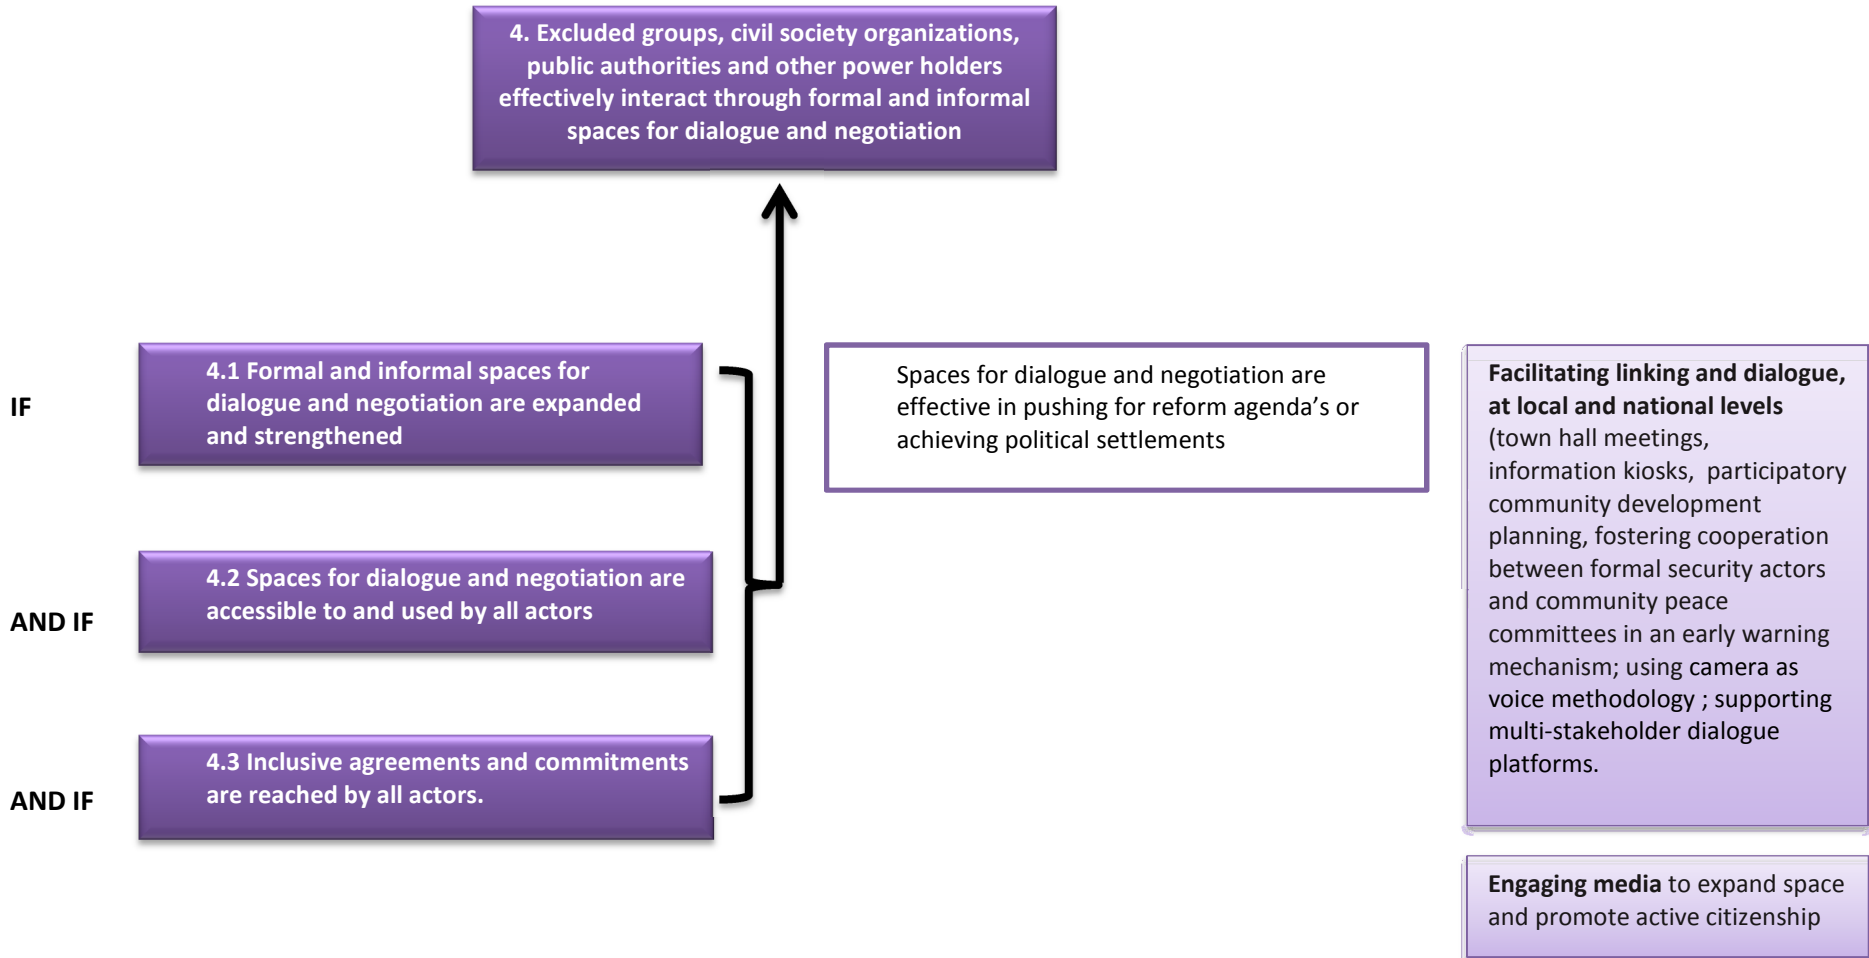 4. Excluded groups, civil society organizations,
public authorities and other power holders
effectively interact through formal and informal
spaces for dialogue and negotiation
IF
4.1 Formal and informal spaces for
dialogue and negotiation are expanded
and strengthened
Spaces for dialogue and negotiation are
effective in pushing for reform agenda’s or
achieving political settlements
AND IF
4.2 Spaces for dialogue and negotiation are
accessible to and used by all actors
AND IF
4.3 Inclusive agreements and commitments
are reached by all actors.
Facilitating linking and dialogue,
at local and national levels
(town hall meetings,
information kiosks, participatory
community development
planning, fostering cooperation
between formal security actors
and community peace
committees in an early warning
mechanism; using camera as
voice methodology ; supporting
multi-stakeholder dialogue
platforms.
Engaging media to expand space
and promote active citizenship